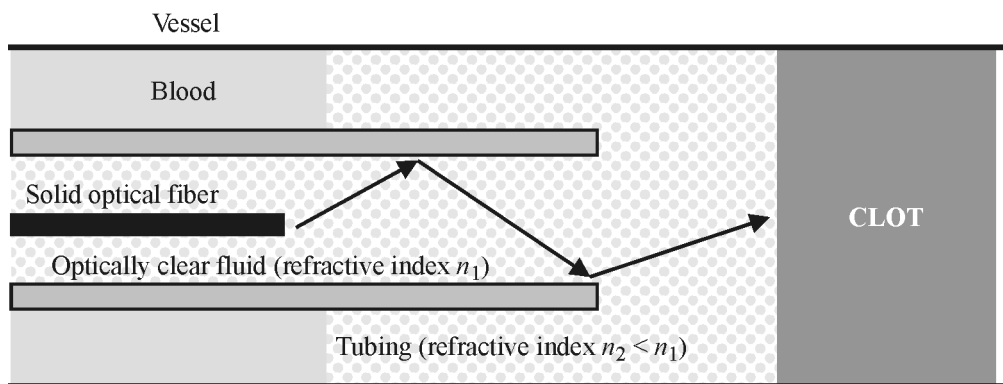 Vessel
Blood
Solid optical fiber
CLOT
Optically clear fluid (refractive index n₁)
Tubing (refractive index n₂ < n₁)